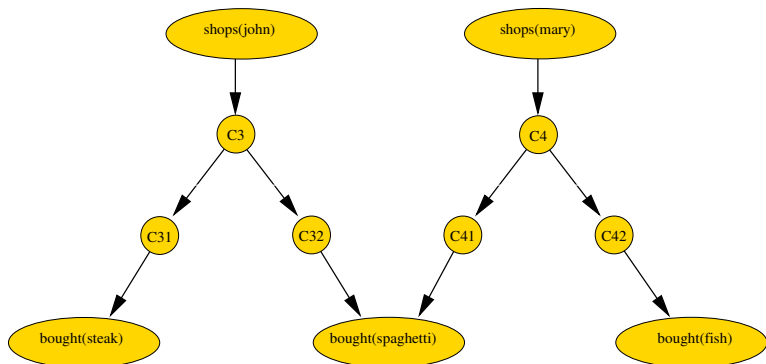 shops(john)
shops(mary)
C3
C4
C31
C32
C41
C42
bought(steak)
bought(spaghetti)
bought(fish)